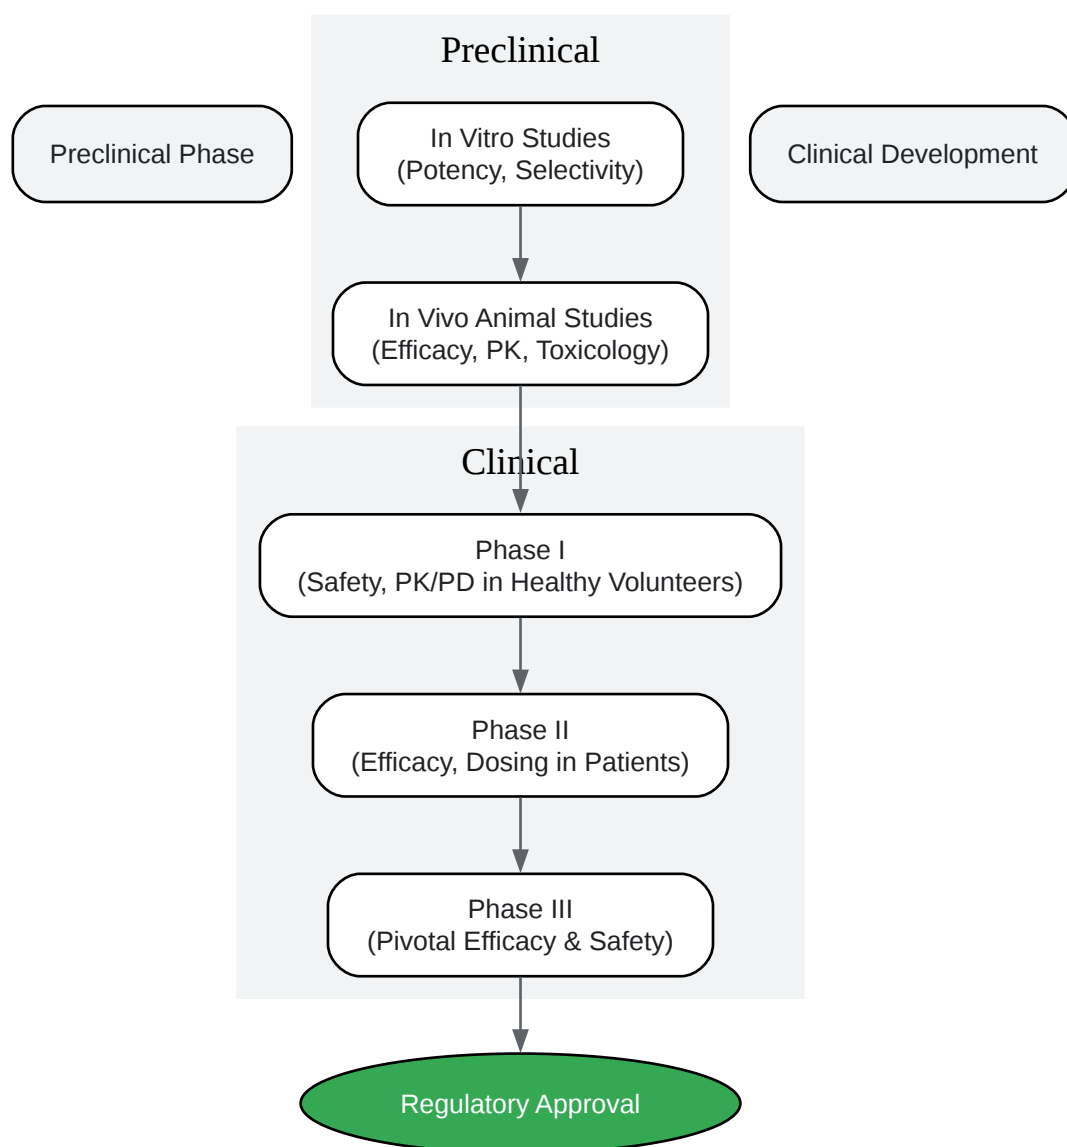 Preclinical
Preclinical Phase
In Vitro Studies
(Potency, Selectivity)
Clinical Development
In Vivo Animal Studies
(Efficacy, PK, Toxicology)
Clinical
Phase I
(Safety, PK/PD in Healthy Volunteers)
Phase II
(Efficacy, Dosing in Patients)
Phase III
(Pivotal Efficacy & Safety)
Regulatory Approval